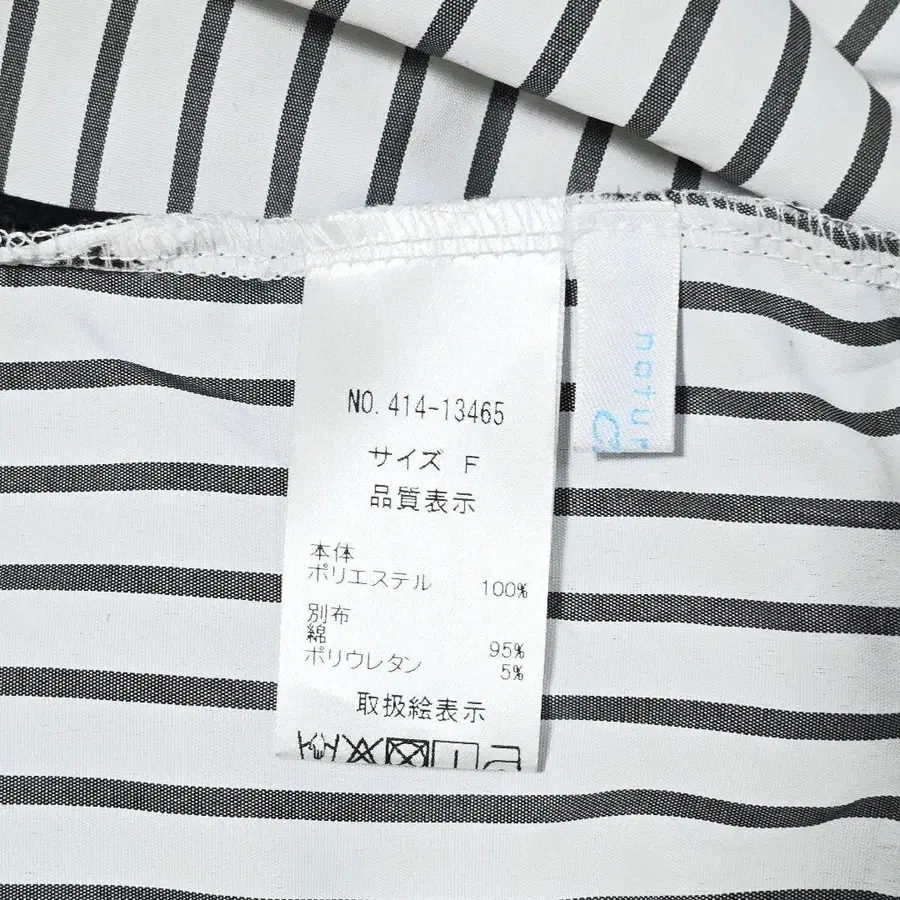 NO. 414-13465
サイズ F
品質表示
本体
ポリエステル 100%
別布
綿 95%
ポリウレタン 5%
取扱絵表示
natur